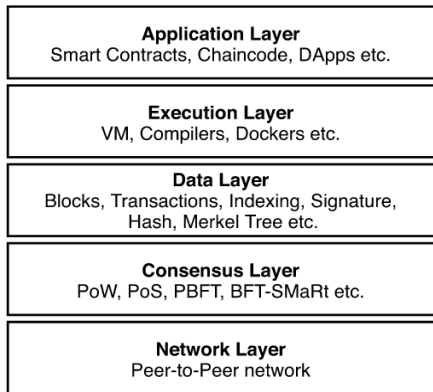 Application Layer
Smart Contracts, Chaincode, DApps etc.
Execution Layer
VM, Compilers, Dockers etc.
Data Layer
Blocks, Transactions, Indexing, Signature,
Hash, Merkel Tree etc.
Consensus Layer
PoW, PoS, PBFT, BFT-SMaRt etc.
Network Layer
Peer-to-Peer network